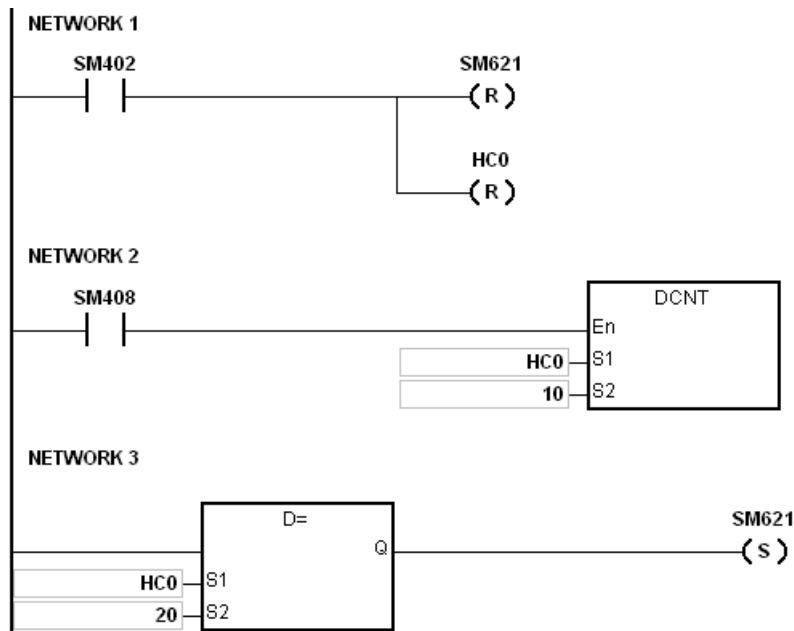 NETWORK 1
SM402
SM621
( R )
HC0
( R )
NETWORK 2
SM408
DCNT
En
HC0 S1
10 S2
NETWORK 3
D=
SM621
Q
( S )
HC0 S1
20 S2